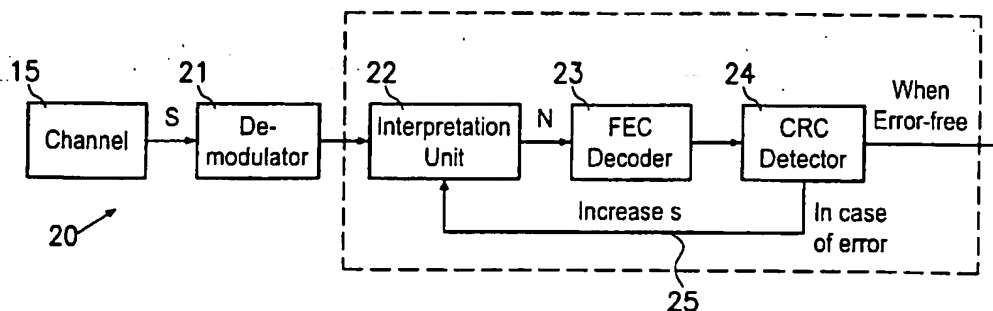 15
Channel
S
21
De-
modulator
22
Interpretation
Unit
N
23
FEC
Decoder
24
CRC
Detector
When
Error-free
Increase s
In case
of error
20
25